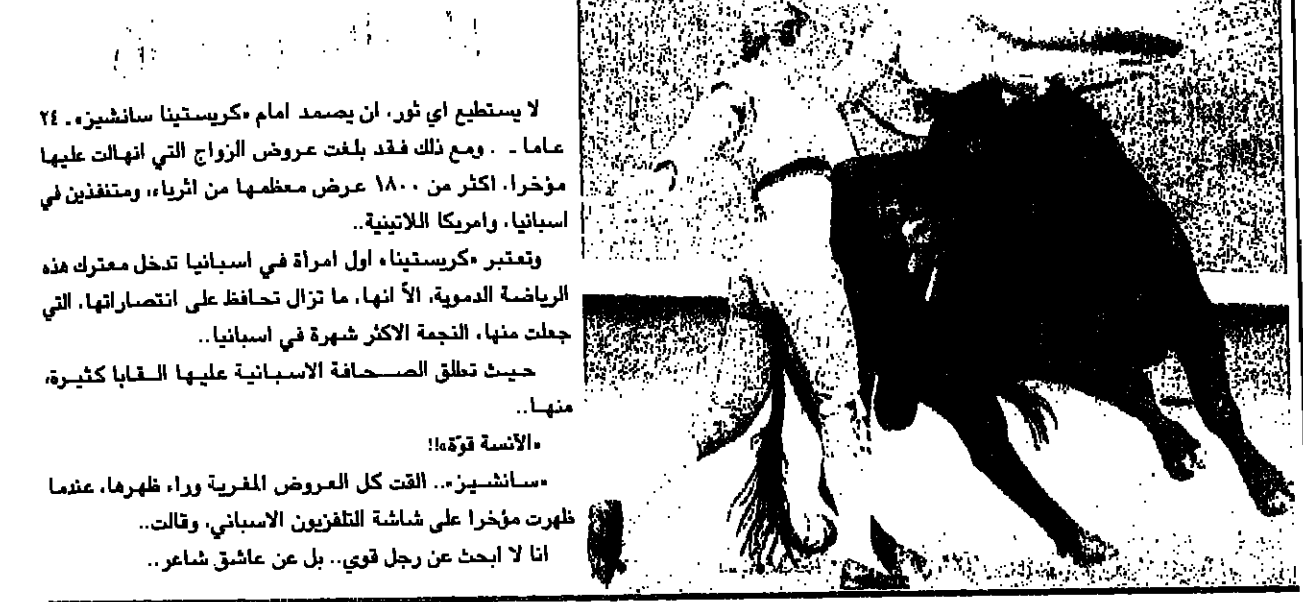 لا يستطيع اي ثور، ان يصمد امام «كريستينا سانشيز» ـ ٢٤
عاما ـ . ومع ذلك فقد بلغت عروض الزواج التي انهالت عليها
مؤخرا، اكثر من ١٨٠٠ عرض معظمها من اثرياء، ومتنفذين في
اسبانيا، وامريكا اللاتينية..
وتعتبر «كريستينا» اول امرأة في اسبانيا تدخل معترك هذه
الرياضة الدموية، الاّ انها، ما تزال تحافظ على انتصاراتها، التي
جعلت منها، النجمة الاكثر شهرة في اسبانيا..
حيث تطلق الصحافة الاسبانية عليها القابا كثيرة،
منها..
«الآنسة قوّة»!!
«سانشيز».. القت كل العروض المغرية وراء ظهرها، عندما
ظهرت مؤخرا على شاشة التلفزيون الاسباني، وقالت..
انا لا ابحث عن رجل قوي.. بل عن عاشق شاعر..